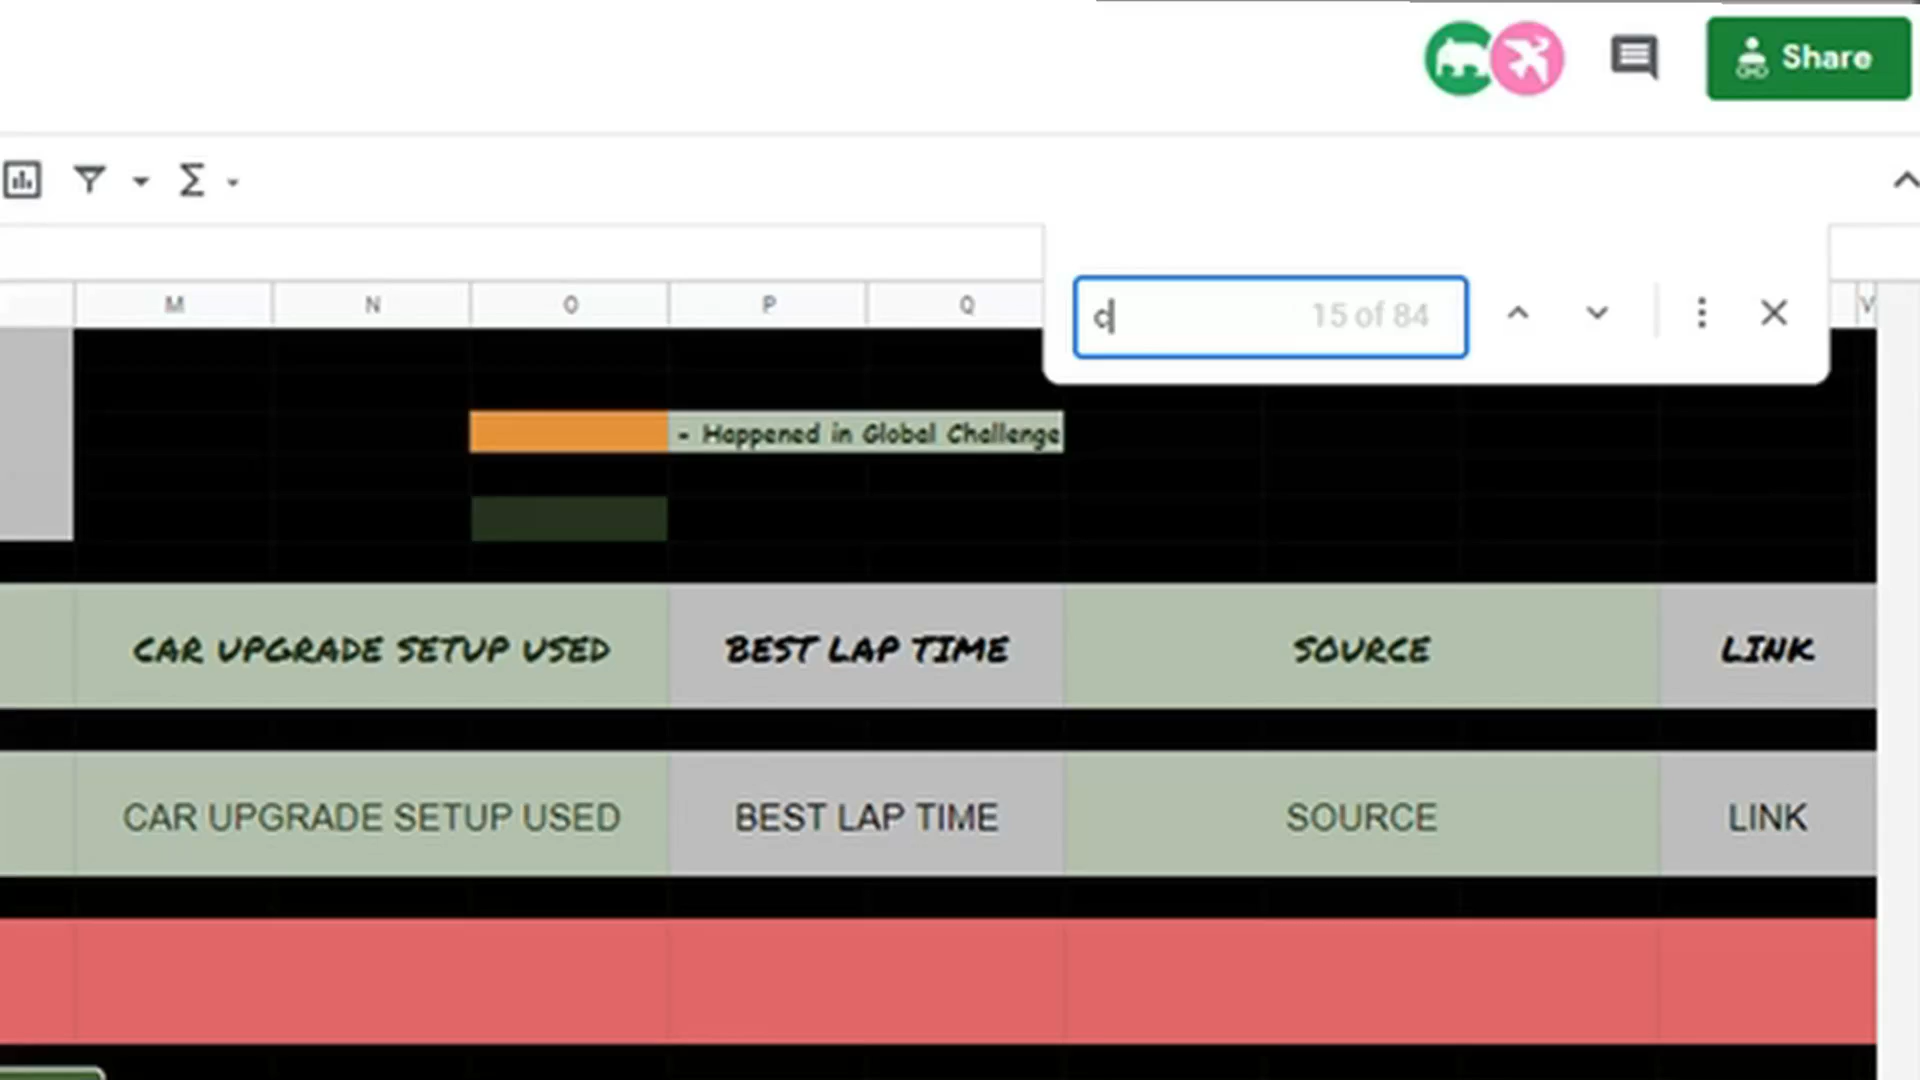 Share
M N O P Q
c 15 of 84
- Happened in Global Challenge
CAR UPGRADE SETUP USED BEST LAP TIME SOURCE LINK
CAR UPGRADE SETUP USED BEST LAP TIME SOURCE LINK